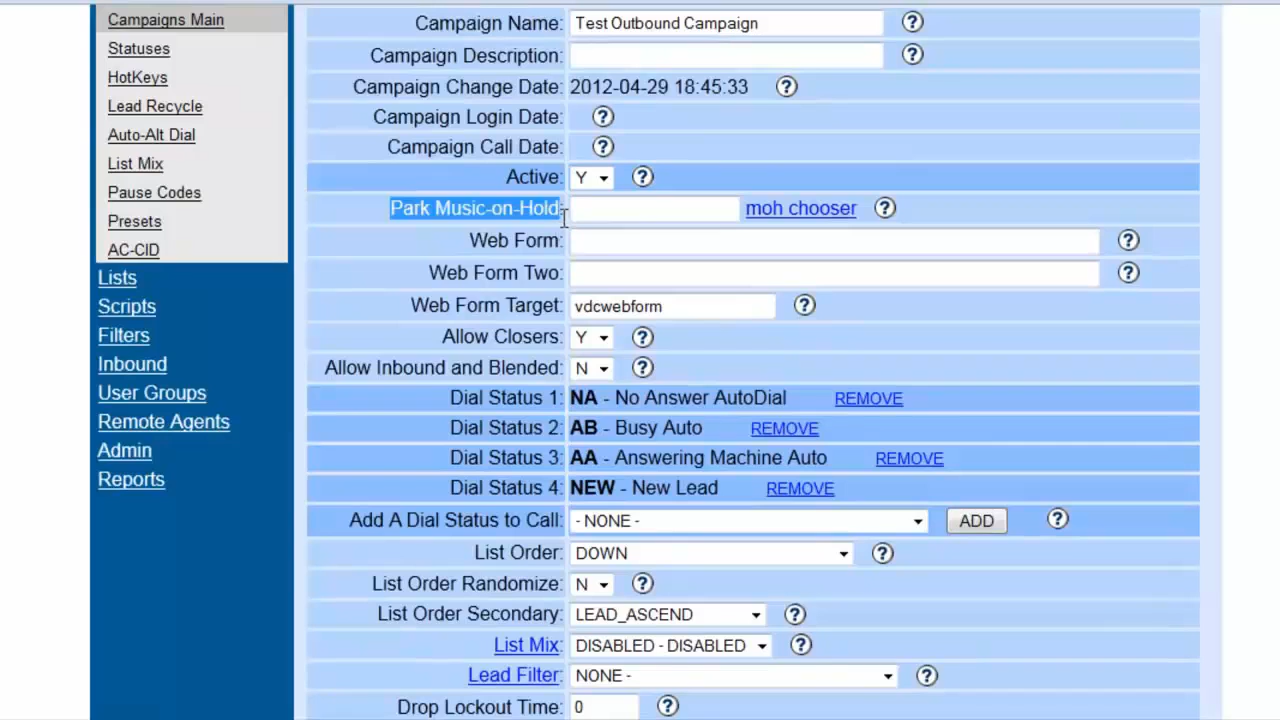 Campaigns Main
Statuses
HotKeys
Lead Recycle
Auto-Alt Dial
List Mix
Pause Codes
Presets
AC-CID
Lists
Scripts
Filters
Inbound
User Groups
Remote Agents
Admin
Reports
Campaign Name: Test Outbound Campaign ?
Campaign Description: ?
Campaign Change Date: 2012-04-29 18:45:33 ?
Campaign Login Date: ?
Campaign Call Date: ?
Active: Y ?
Park Music-on-Hold: moh chooser ?
Web Form: ?
Web Form Two: ?
Web Form Target: vdcwebform ?
Allow Closers: Y ?
Allow Inbound and Blended: N ?
Dial Status 1: NA - No Answer AutoDial REMOVE
Dial Status 2: AB - Busy Auto REMOVE
Dial Status 3: AA - Answering Machine Auto REMOVE
Dial Status 4: NEW - New Lead REMOVE
Add A Dial Status to Call: - NONE - ADD ?
List Order: DOWN ?
List Order Randomize: N ?
List Order Secondary: LEAD_ASCEND ?
List Mix: DISABLED - DISABLED ?
Lead Filter: NONE - ?
Drop Lockout Time: 0 ?